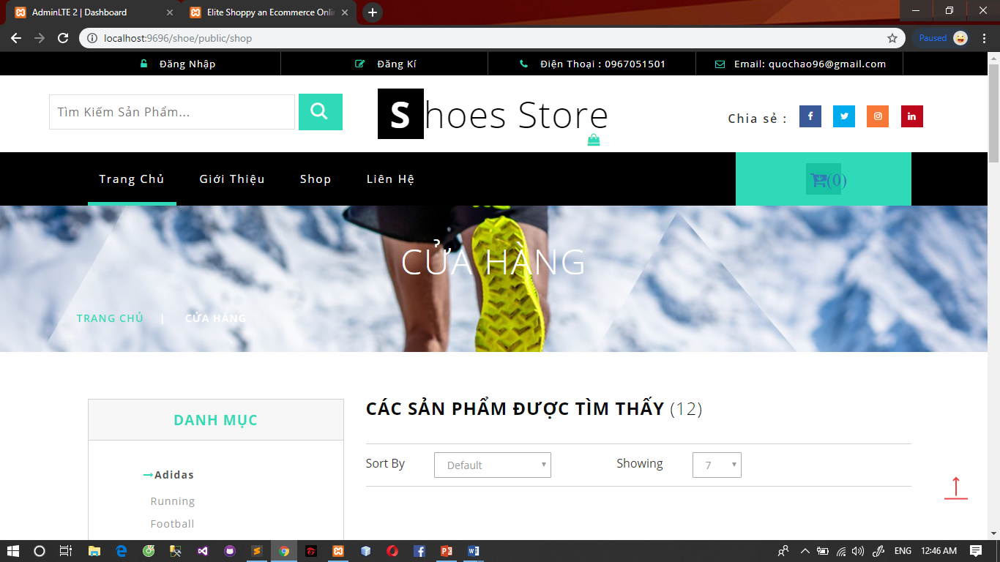 AdminLTE 2 | Dashboard
Elite Shoppy an Ecommerce Onlin
localhost:9696/shoe/public/shop
Paused
Đăng Nhập
Đăng Kí
Điện Thoại : 0967051501
Email: quochao96@gmail.com
Tìm Kiếm Sản Phẩm...
Shoes Store
Chia sẻ :
Trang Chủ
Giới Thiệu
Shop
Liên Hệ
(0)
CỬA HÀNG
TRANG CHỦ | CỬA HÀNG
DANH MỤC
Adidas
Running
Football
CÁC SẢN PHẨM ĐƯỢC TÌM THẤY (12)
Sort By Default Showing 7
ENG 12:46 AM